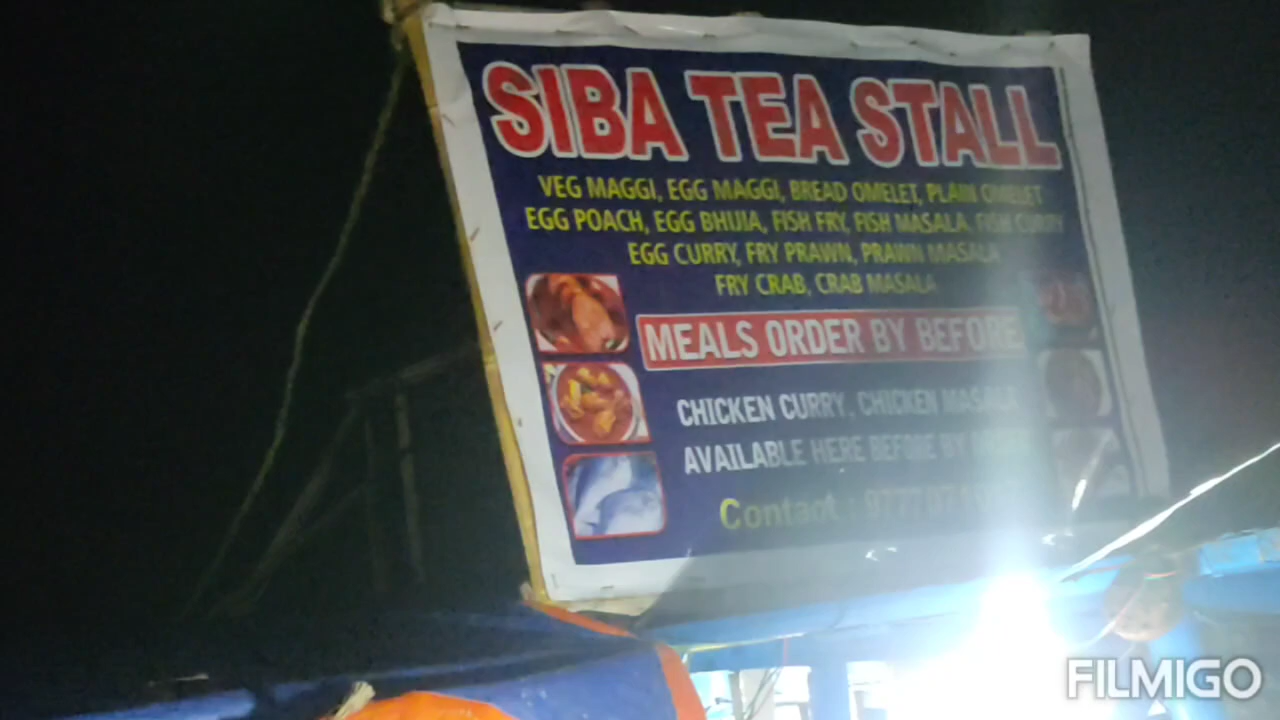 SIBA TEA STALL
VEG MAGGI, EGG MAGGI, BREAD OMELET, PLAIN OMELET
EGG POACH, EGG BHUJIA, FISH FRY, FISH MASALA, FISH CURRY
EGG CURRY, FRY PRAWN, PRAWN MASALA
FRY CRAB, CRAB MASALA
MEALS ORDER BY BEFORE
CHICKEN CURRY, CHICKEN MASALA
AVAILABLE HERE BEFORE BY
Contact :
FILMIGO